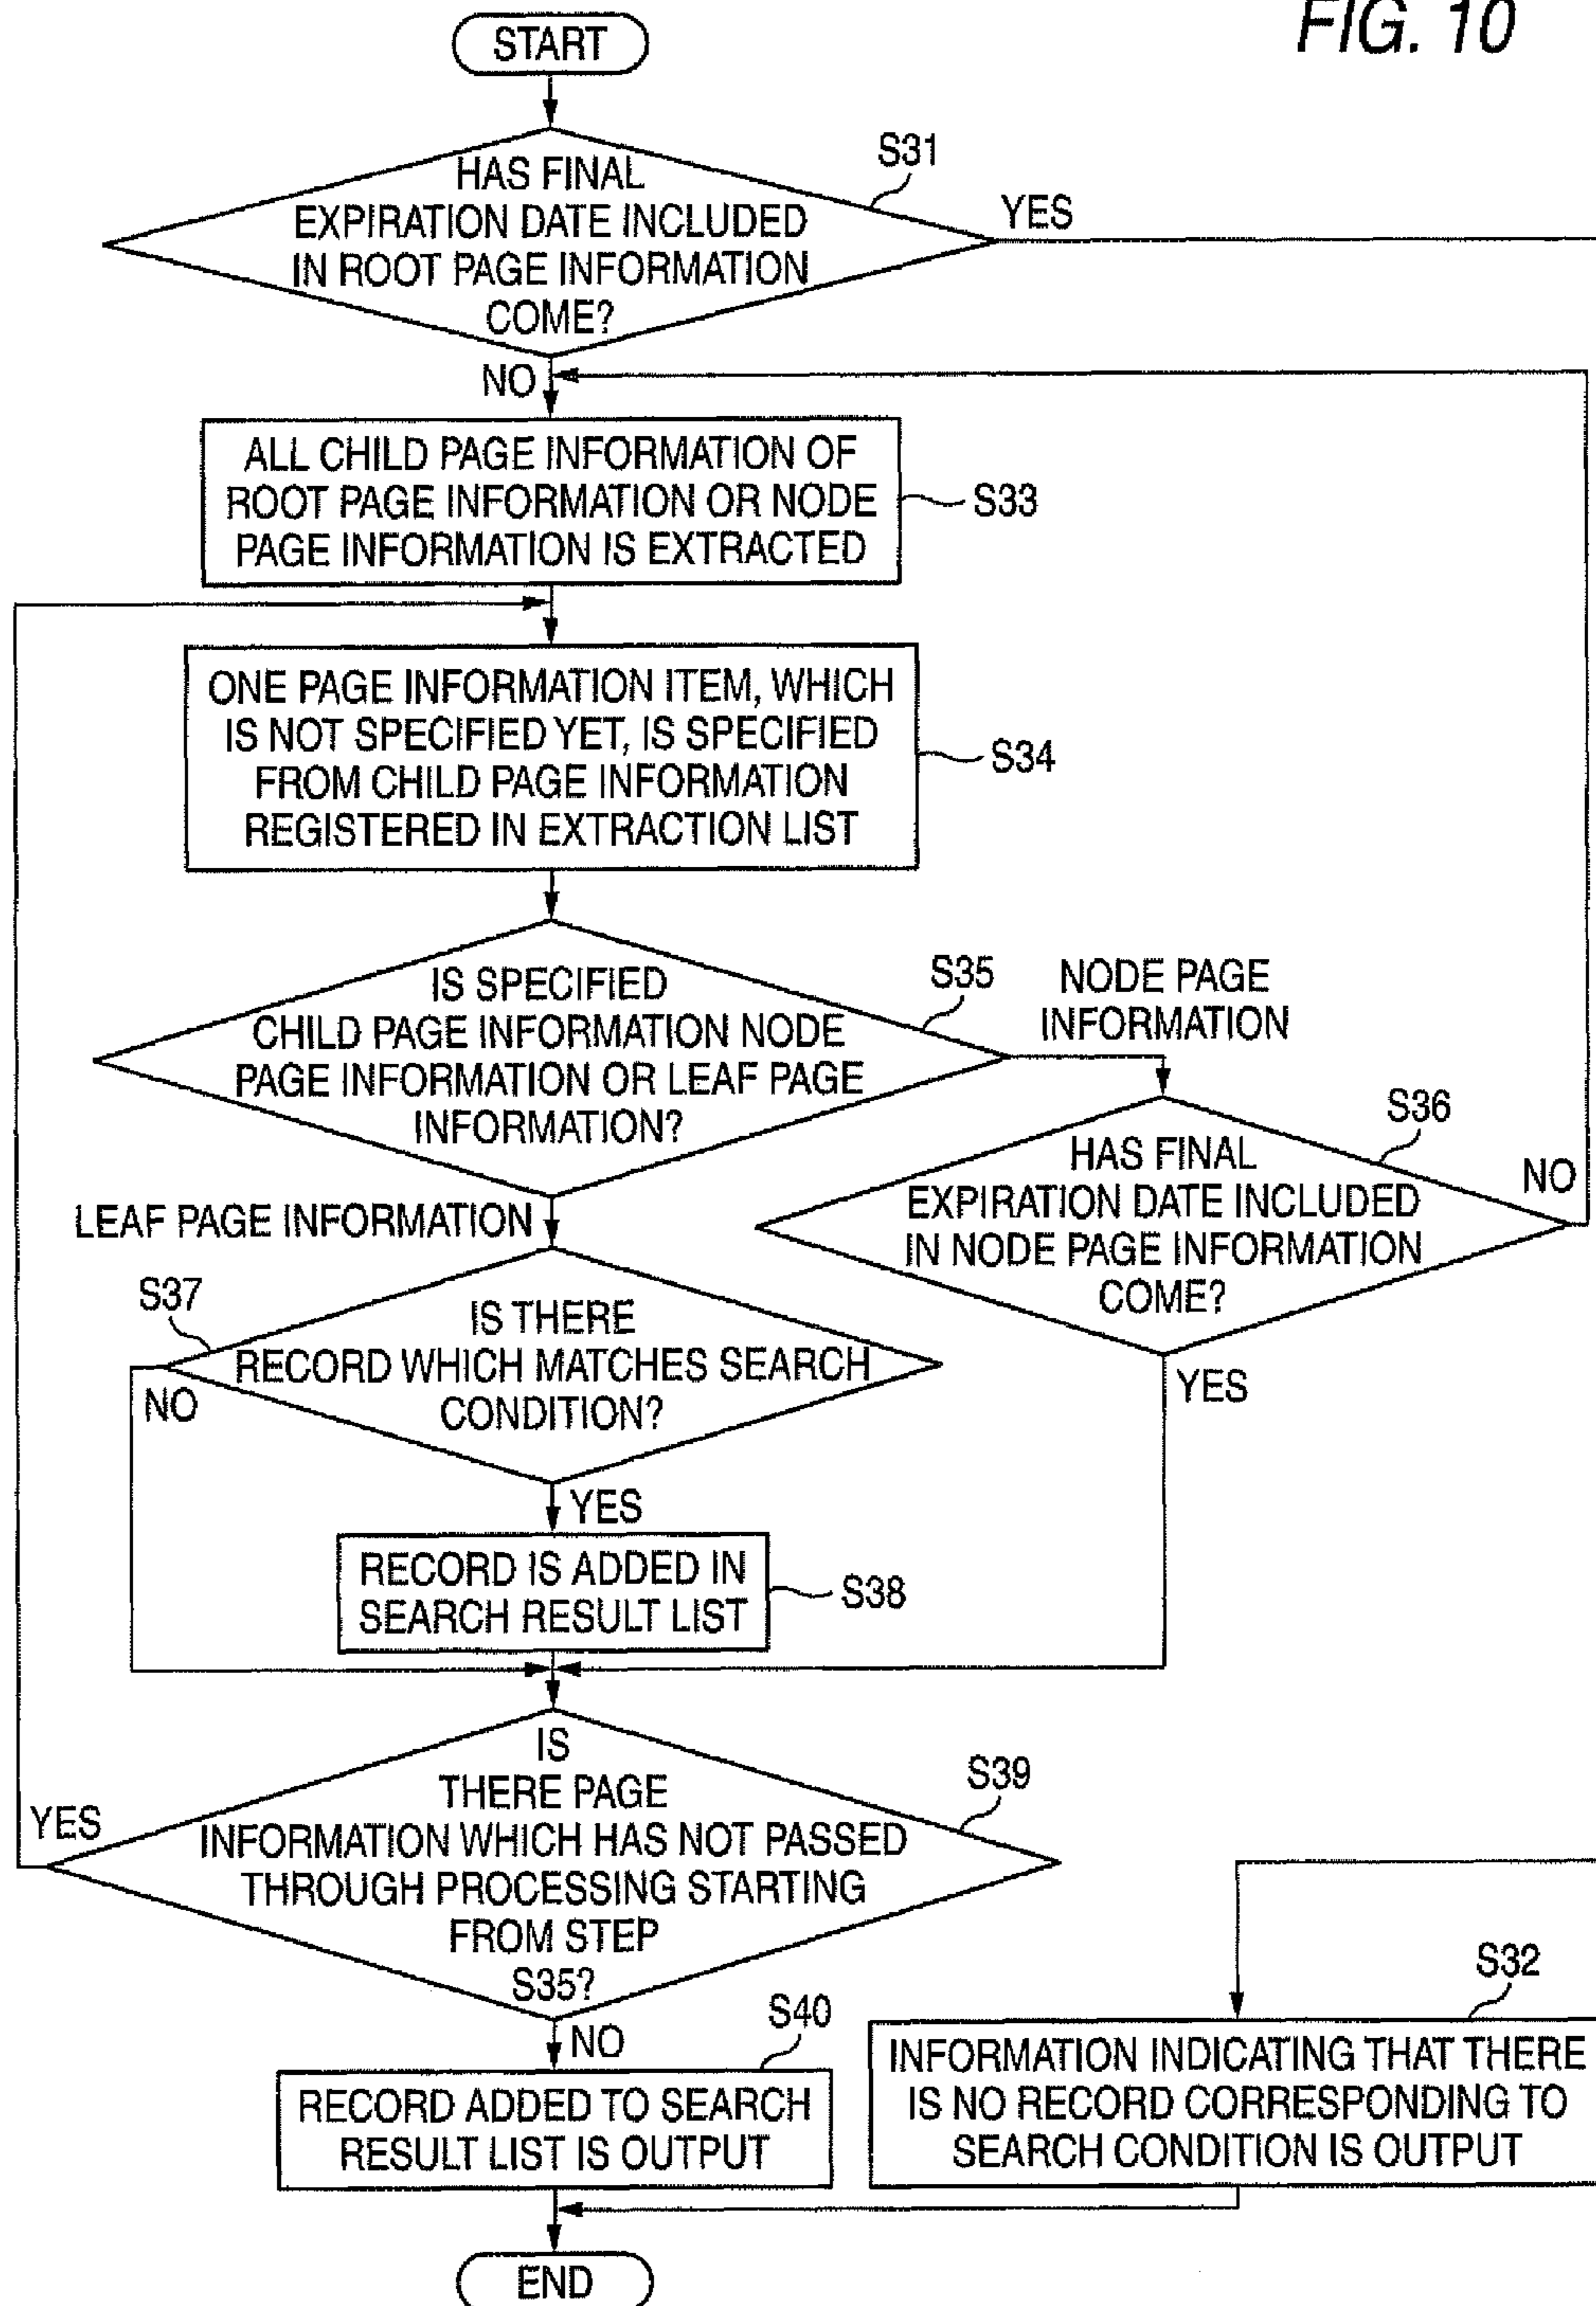 FIG. 10
START
S31
HAS FINAL
EXPIRATION DATE INCLUDED
IN ROOT PAGE INFORMATION
COME?
YES
NO
ALL CHILD PAGE INFORMATION OF
ROOT PAGE INFORMATION OR NODE
PAGE INFORMATION IS EXTRACTED
S33
ONE PAGE INFORMATION ITEM, WHICH
IS NOT SPECIFIED YET, IS SPECIFIED
FROM CHILD PAGE INFORMATION
REGISTERED IN EXTRACTION LIST
S34
IS SPECIFIED
CHILD PAGE INFORMATION NODE
PAGE INFORMATION OR LEAF PAGE
INFORMATION?
S35
NODE PAGE
INFORMATION
S36
HAS FINAL
EXPIRATION DATE INCLUDED
IN NODE PAGE INFORMATION
COME?
NO
YES
LEAF PAGE INFORMATION
S37
IS THERE
RECORD WHICH MATCHES SEARCH
CONDITION?
NO
YES
RECORD IS ADDED IN
SEARCH RESULT LIST
S38
IS
THERE PAGE
INFORMATION WHICH HAS NOT PASSED
THROUGH PROCESSING STARTING
FROM STEP
S35?
S39
YES
NO
S40
RECORD ADDED TO SEARCH
RESULT LIST IS OUTPUT
S32
INFORMATION INDICATING THAT THERE
IS NO RECORD CORRESPONDING TO
SEARCH CONDITION IS OUTPUT
END